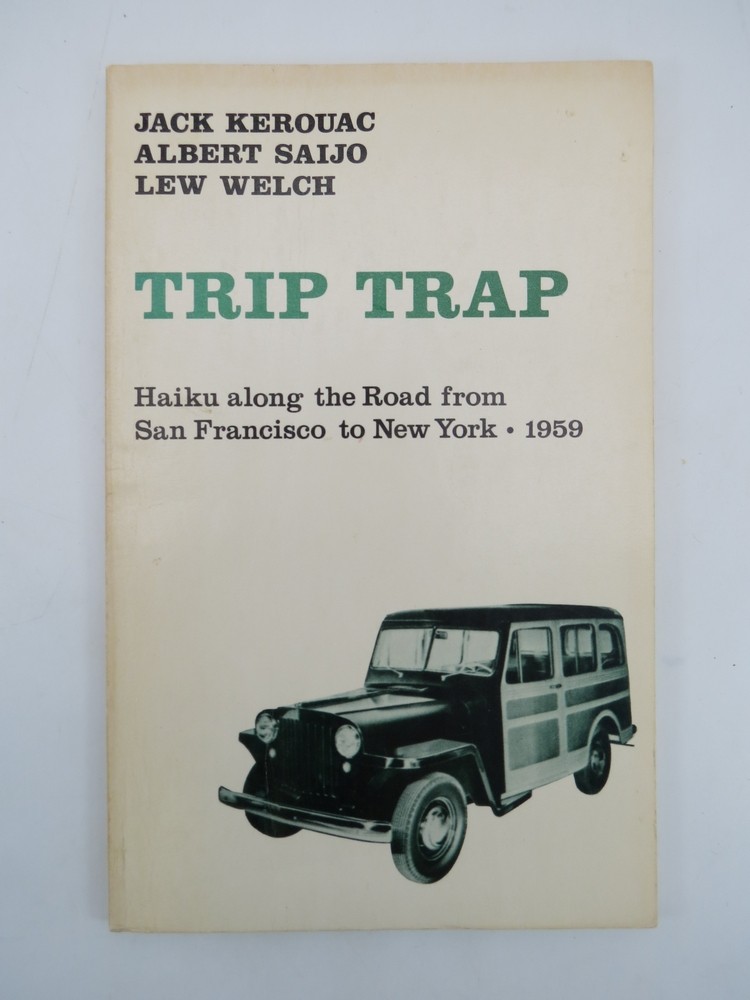 JACK KEROUAC
ALBERT SAIJO
LEW WELCH
TRIP TRAP
Haiku along the Road from
San Francisco to New York • 1959